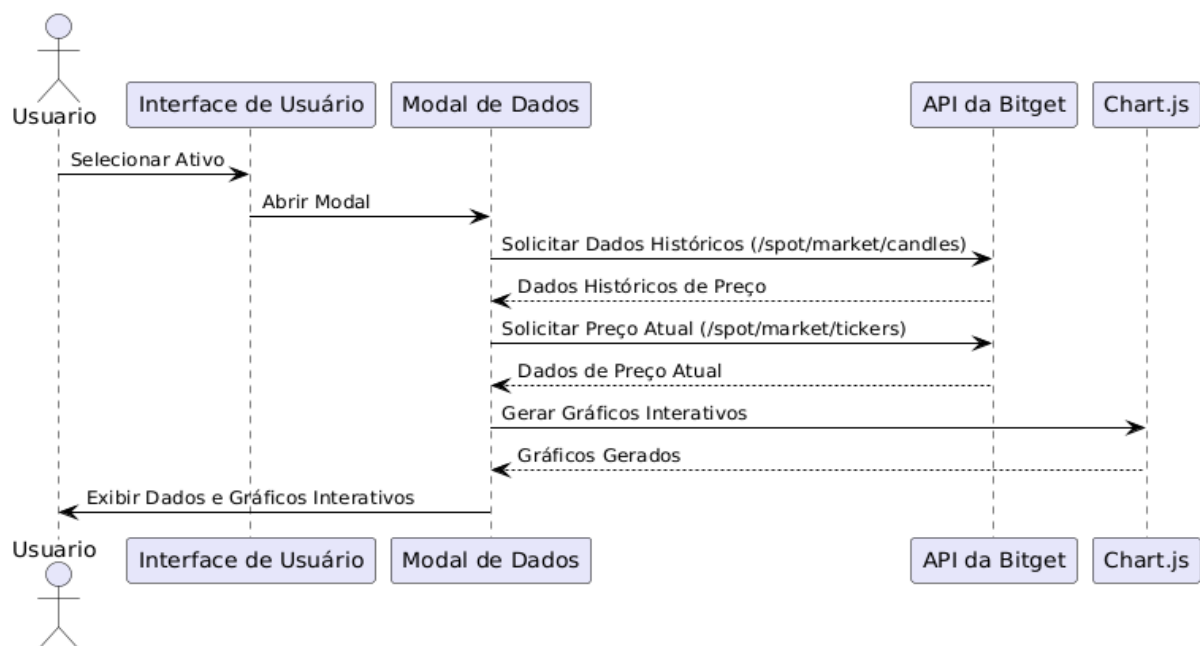 Usuario
Interface de Usuário
Modal de Dados
API da Bitget
Chart.js
Selecionar Ativo
Abrir Modal
Solicitar Dados Históricos (/spot/market/candles)
Dados Históricos de Preço
Solicitar Preço Atual (/spot/market/tickers)
Dados de Preço Atual
Gerar Gráficos Interativos
Gráficos Gerados
Exibir Dados e Gráficos Interativos
Usuario
Interface de Usuário
Modal de Dados
API da Bitget
Chart.js